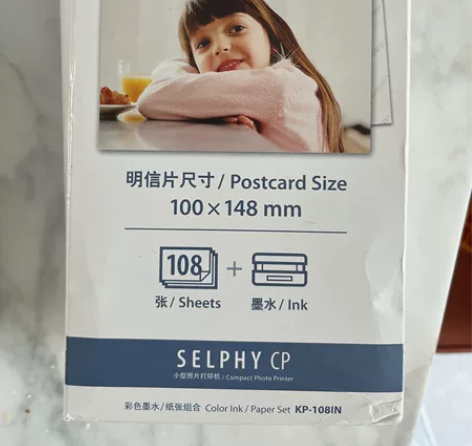 明信片尺寸 / Postcard Size
100 × 148 mm
108 +
张 / Sheets 墨水 / Ink
SELPHY CP
小型照片打印机 / Compact Photo Printer
彩色墨水/纸张组合 Color Ink / Paper Set KP-108IN